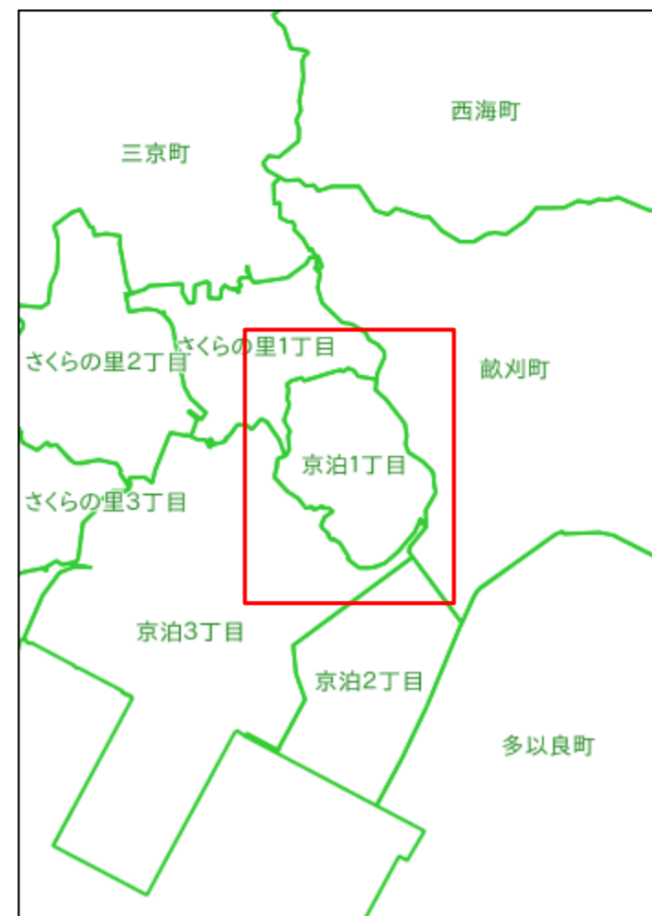 西海町
三京町
さくらの里1丁目
さくらの里2丁目
畝刈町
京泊1丁目
さくらの里3丁目
京泊3丁目
京泊2丁目
多以良町